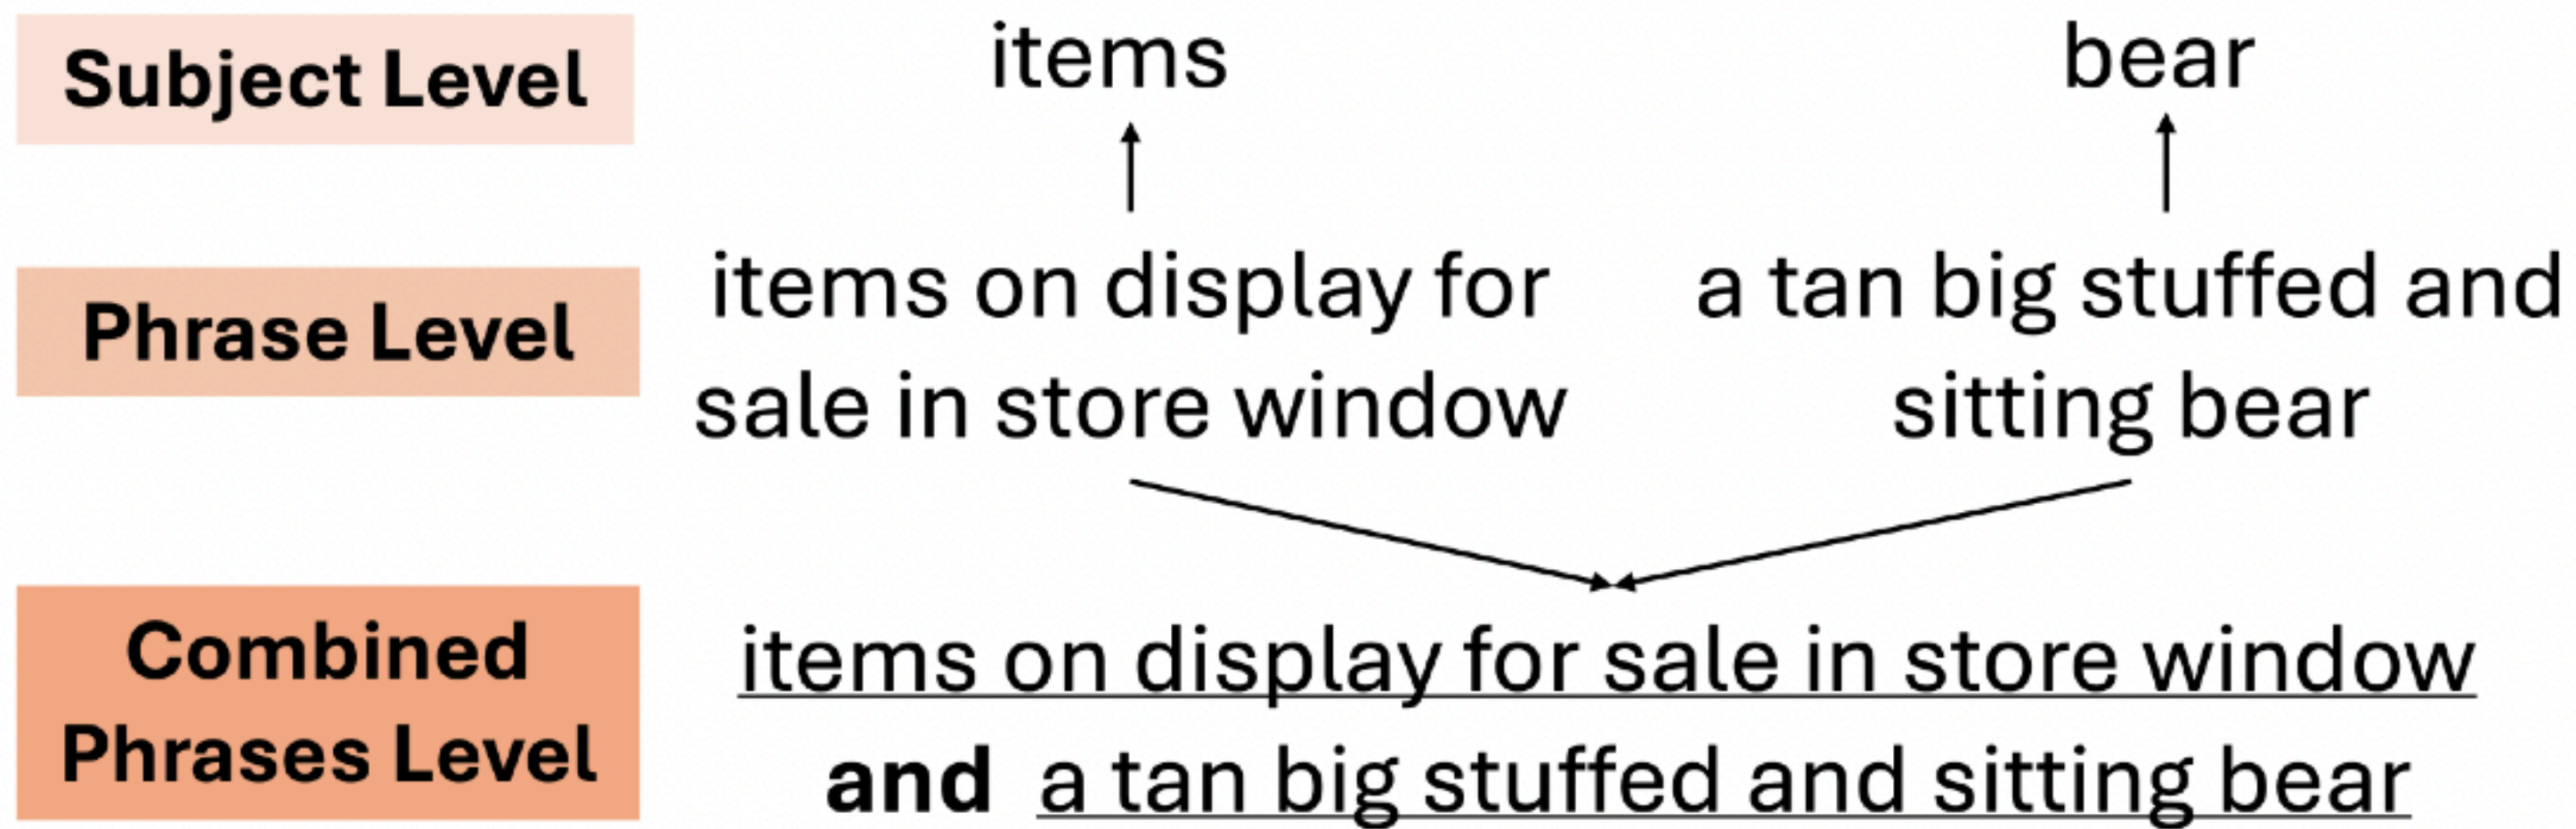 Subject Level
items
bear
Phrase Level
items on display for
sale in store window
a tan big stuffed and
sitting bear
Combined
Phrases Level
items on display for sale in store window
and a tan big stuffed and sitting bear